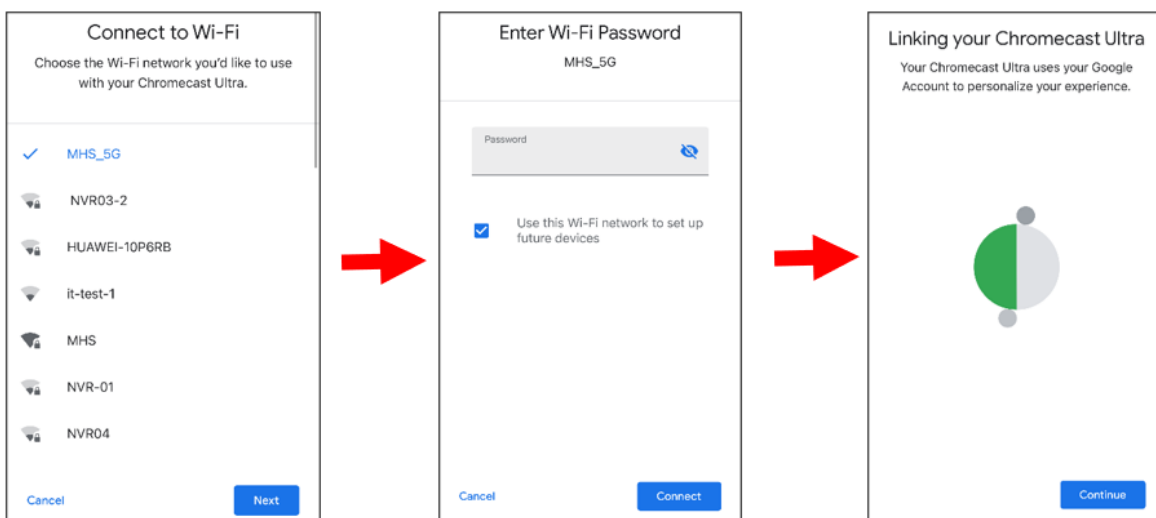 Connect to Wi-Fi
Choose the Wi-Fi network you'd like to use
with your Chromecast Ultra.
MHS_5G
NVR03-2
HUAWEI-10P6RB
it-test-1
MHS
NVR-01
NVR04
Cancel
Next
Enter Wi-Fi Password
MHS_5G
Password
Use this Wi-Fi network to set up
future devices
Cancel
Connect
Linking your Chromecast Ultra
Your Chromecast Ultra uses your Google
Account to personalize your experience.
Continue